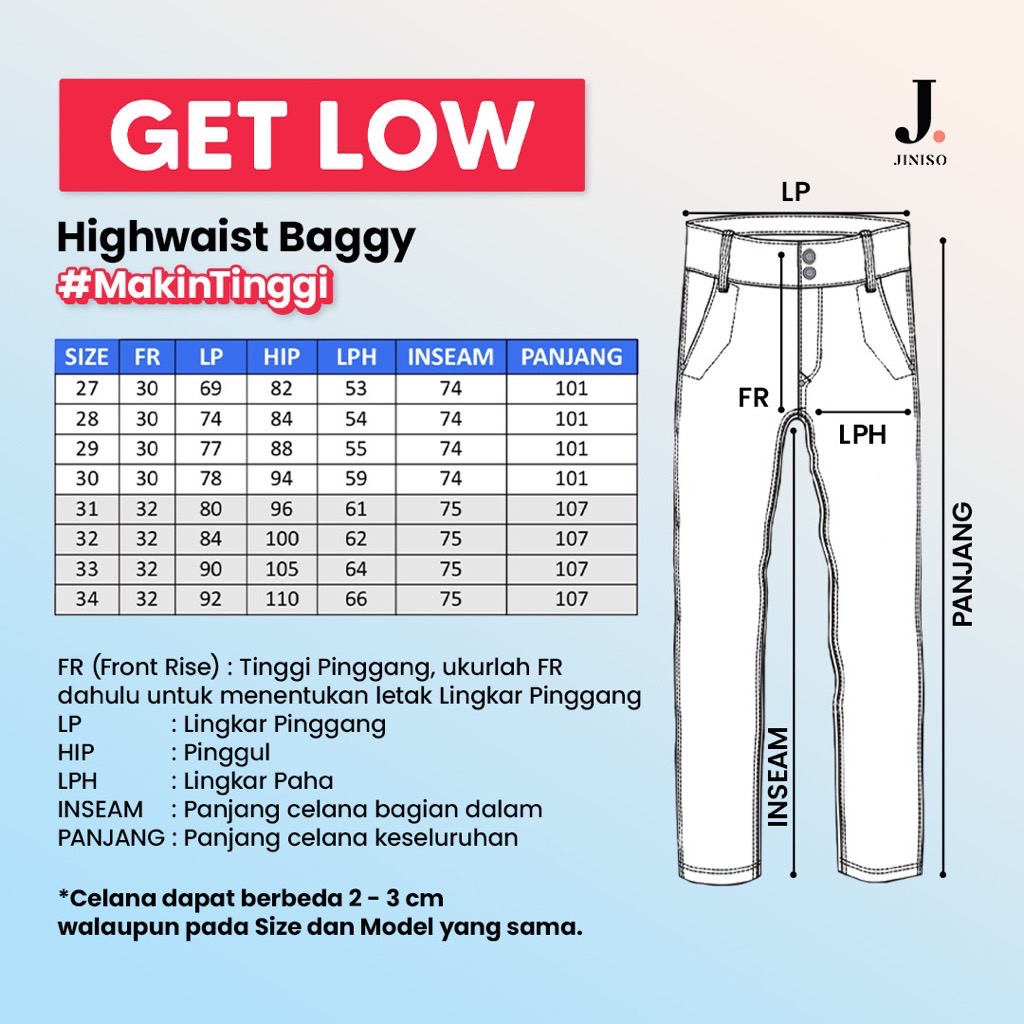 GET LOW
J.
JINISO
Highwaist Baggy
#MakinTinggi
SIZE FR LP HIP LPH INSEAM PANJANG
27 30 69 82 53 74 101
28 30 74 84 54 74 101
29 30 77 88 55 74 101
30 30 78 94 59 74 101
31 32 80 96 61 75 107
32 32 84 100 62 75 107
33 32 90 105 64 75 107
34 32 92 110 66 75 107
FR (Front Rise) : Tinggi Pinggang, ukurlah FR
dahulu untuk menentukan letak Lingkar Pinggang
LP : Lingkar Pinggang
HIP : Pinggul
LPH : Lingkar Paha
INSEAM : Panjang celana bagian dalam
PANJANG : Panjang celana keseluruhan
*Celana dapat berbeda 2 - 3 cm
walaupun pada Size dan Model yang sama.
LP
FR
LPH
PANJANG
INSEAM